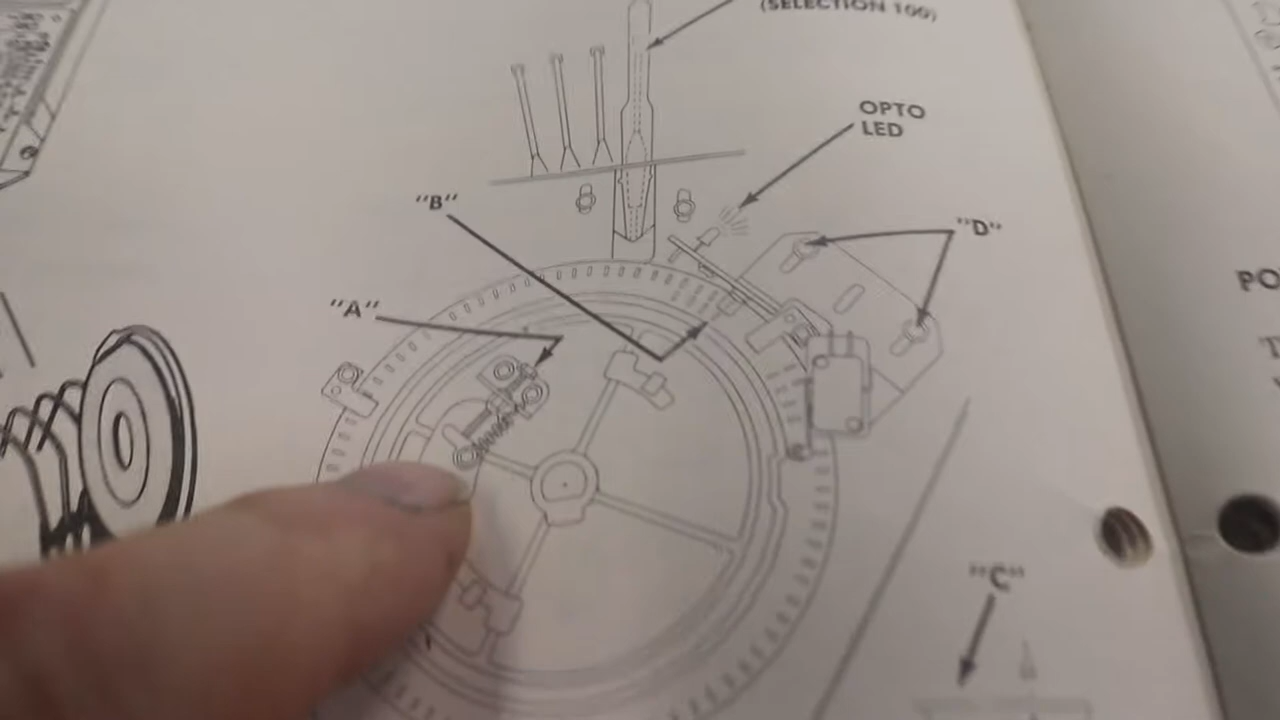 (SELECTION 100)
OPTO
LED
"B"
"D"
"A"
PO
"C"